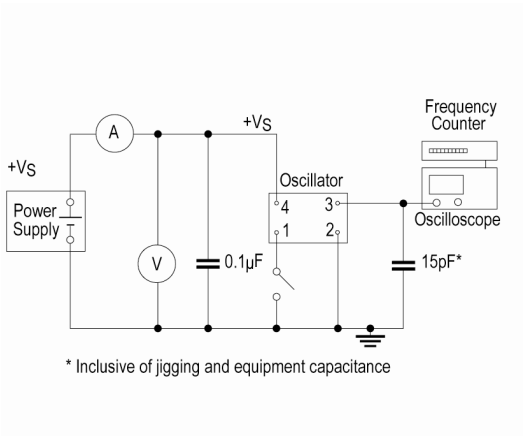 Frequency
Counter
+VS
A
+VS
Oscillator
4
3
Power
Supply
1
2
Oscilloscope
V
0.1µF
15pF*
* Inclusive of jigging and equipment capacitance